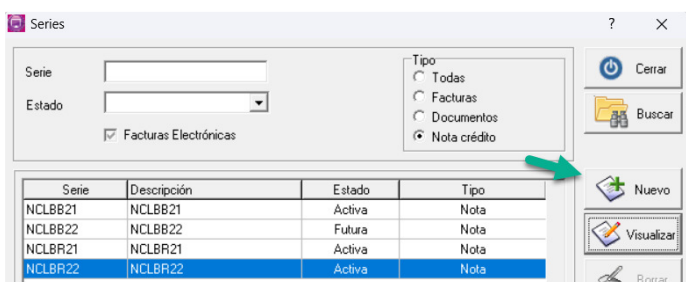 Series
? X
Serie
Estado
Facturas Electrónicas
Tipo
Todas
Facturas
Documentos
Nota crédito
Cerrar
Buscar
Nuevo
Visualizar
Borrar
Serie Descripción Estado Tipo
NCLBB21 NCLBB21 Activa Nota
NCLBB22 NCLBB22 Futura Nota
NCLBR21 NCLBR21 Activa Nota
NCLBR22 NCLBR22 Activa Nota